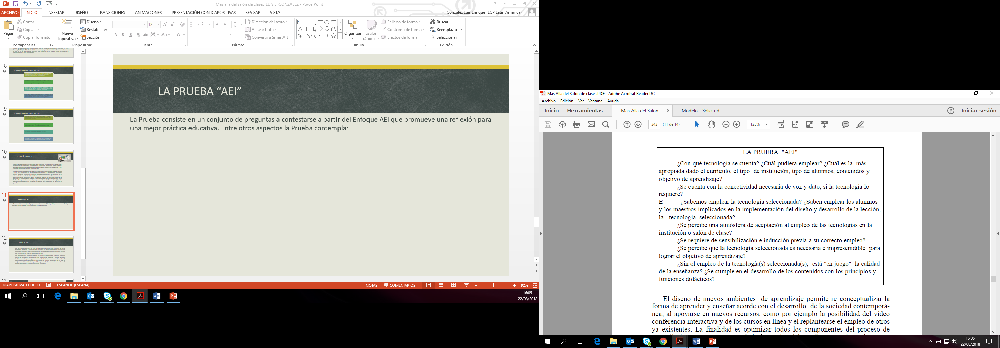 Más allá del salón de clases_LUIS E. GONZALEZ - PowerPoint
ARCHIVO INICIO INSERTAR DISEÑO TRANSICIONES ANIMACIONES PRESENTACIÓN CON DIAPOSITIVAS REVISAR VISTA
González Luis Enrique (EGP Latin America)
Pegar
Cortar
Copiar
Copiar formato
Portapapeles
Nueva diapositiva
Diseño
Restablecer
Sección
Diapositivas
18
N K S S abc AV Aa A
Fuente
Dirección del texto
Alinear texto
Convertir a SmartArt
Párrafo
Organizar
Estilos rápidos
Relleno de forma
Contorno de forma
Efectos de forma
Dibujo
Buscar
Reemplazar
Seleccionar
Edición
8
ESTRATEGIAS DEL ENFOQUE "AEI"
9
ESTRATEGIAS DEL ENFOQUE "AEI"
10
EL DISEÑO DIDÁCTICO
11
LA PRUEBA "AEI"
12
CONCLUSIONES
13
LA PRUEBA “AEI”
La Prueba consiste en un conjunto de preguntas a contestarse a partir del Enfoque AEI que promueve una reflexión para
una mejor práctica educativa. Entre otros aspectos la Prueba contempla:
DIAPOSITIVA 11 DE 13 ESPAÑOL (ESPAÑA) NOTAS COMENTARIOS 92%
16:05
22/08/2018
Mas Alla del Salon de clases.PDF - Adobe Acrobat Reader DC
Archivo Edición Ver Ventana Ayuda
Inicio Herramientas Mas Alla del Salon ... × Modelo - Solicitud ... Iniciar sesión
343 (11 de 14) 125%
LA PRUEBA "AEI"
¿Con qué tecnología se cuenta? ¿Cuál pudiera emplear? ¿Cuál es la más
apropiada dado el currículo, el tipo de institución, tipo de alumnos, contenidos y
objetivo de aprendizaje?
¿Se cuenta con la conectividad necesaria de voz y dato, si la tecnología lo
requiere?
E ¿Sabemos emplear la tecnología seleccionada? ¿Saben emplear los alumnos
y los maestros implicados en la implementación del diseño y desarrollo de la lección,
la tecnología seleccionada?
¿Se percibe una atmósfera de aceptación al empleo de las tecnologías en la
institución o salón de clase?
¿Se requiere de sensibilización e inducción previa a su correcto empleo?
¿Se percibe que la tecnología seleccionada es necesaria e imprescindible para
lograr el objetivo de aprendizaje?
¿Sin el empleo de la tecnología(s) seleccionada(s), está "en juego" la calidad
de la enseñanza? ¿Se cumple en el desarrollo de los contenidos con los principios y
funciones didácticos?
El diseño de nuevos ambientes de aprendizaje permite re conceptualizar la
forma de aprender y enseñar acorde con el desarrollo de la sociedad contemporá-
nea, al apoyarse en nuevos recursos, como por ejemplo la posibilidad del vídeo
conferencia interactiva y de los cursos en línea y el replantearse el empleo de otros
ya existentes. La finalidad es optimizar todos los componentes del proceso de
16:05
22/08/2018